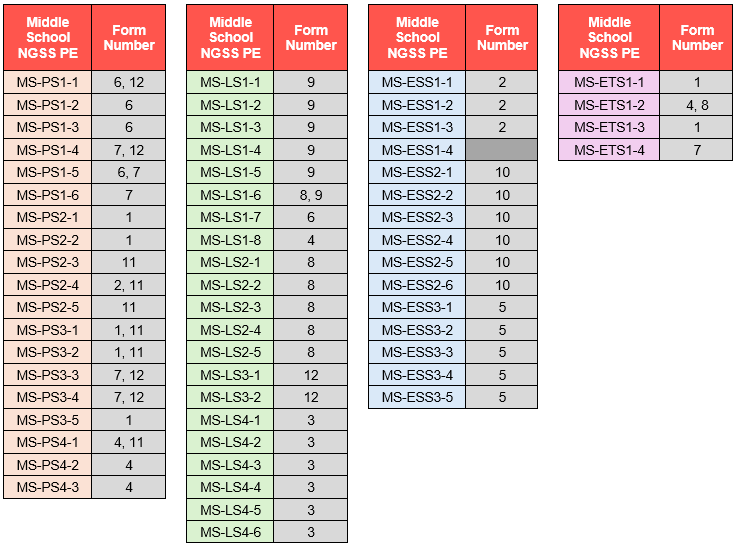 Middle School NGSS PE Form Number
MS-PS1-1 6, 12
MS-PS1-2 6
MS-PS1-3 6
MS-PS1-4 7, 12
MS-PS1-5 6, 7
MS-PS1-6 7
MS-PS2-1 1
MS-PS2-2 1
MS-PS2-3 11
MS-PS2-4 2, 11
MS-PS2-5 11
MS-PS3-1 1, 11
MS-PS3-2 1, 11
MS-PS3-3 7, 12
MS-PS3-4 7, 12
MS-PS3-5 1
MS-PS4-1 4, 11
MS-PS4-2 4
MS-PS4-3 4
Middle School NGSS PE Form Number
MS-LS1-1 9
MS-LS1-2 9
MS-LS1-3 9
MS-LS1-4 9
MS-LS1-5 9
MS-LS1-6 8, 9
MS-LS1-7 6
MS-LS1-8 4
MS-LS2-1 8
MS-LS2-2 8
MS-LS2-3 8
MS-LS2-4 8
MS-LS2-5 8
MS-LS3-1 12
MS-LS3-2 12
MS-LS4-1 3
MS-LS4-2 3
MS-LS4-3 3
MS-LS4-4 3
MS-LS4-5 3
MS-LS4-6 3
Middle School NGSS PE Form Number
MS-ESS1-1 2
MS-ESS1-2 2
MS-ESS1-3 2
MS-ESS1-4
MS-ESS2-1 10
MS-ESS2-2 10
MS-ESS2-3 10
MS-ESS2-4 10
MS-ESS2-5 10
MS-ESS2-6 10
MS-ESS3-1 5
MS-ESS3-2 5
MS-ESS3-3 5
MS-ESS3-4 5
MS-ESS3-5 5
Middle School NGSS PE Form Number
MS-ETS1-1 1
MS-ETS1-2 4, 8
MS-ETS1-3 1
MS-ETS1-4 7